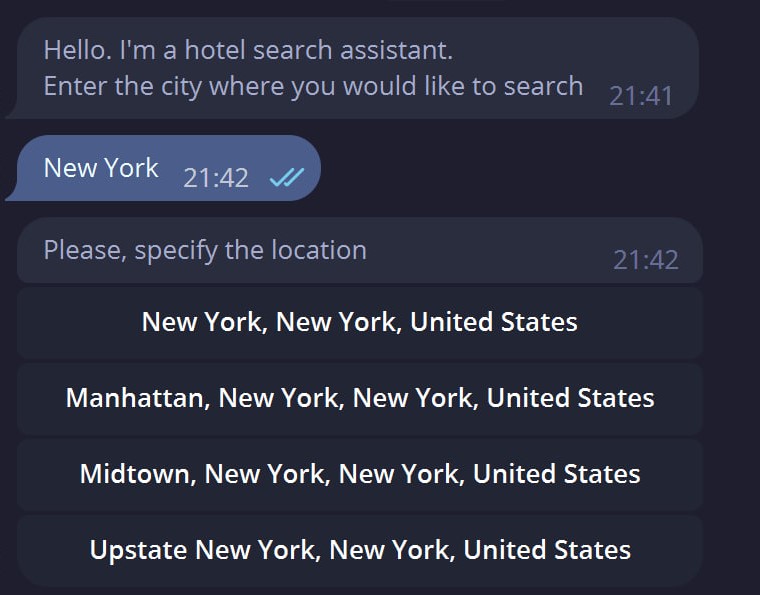 Hello. I'm a hotel search assistant.
Enter the city where you would like to search 21:41
New York 21:42
Please, specify the location 21:42
New York, New York, United States
Manhattan, New York, New York, United States
Midtown, New York, New York, United States
Upstate New York, New York, United States